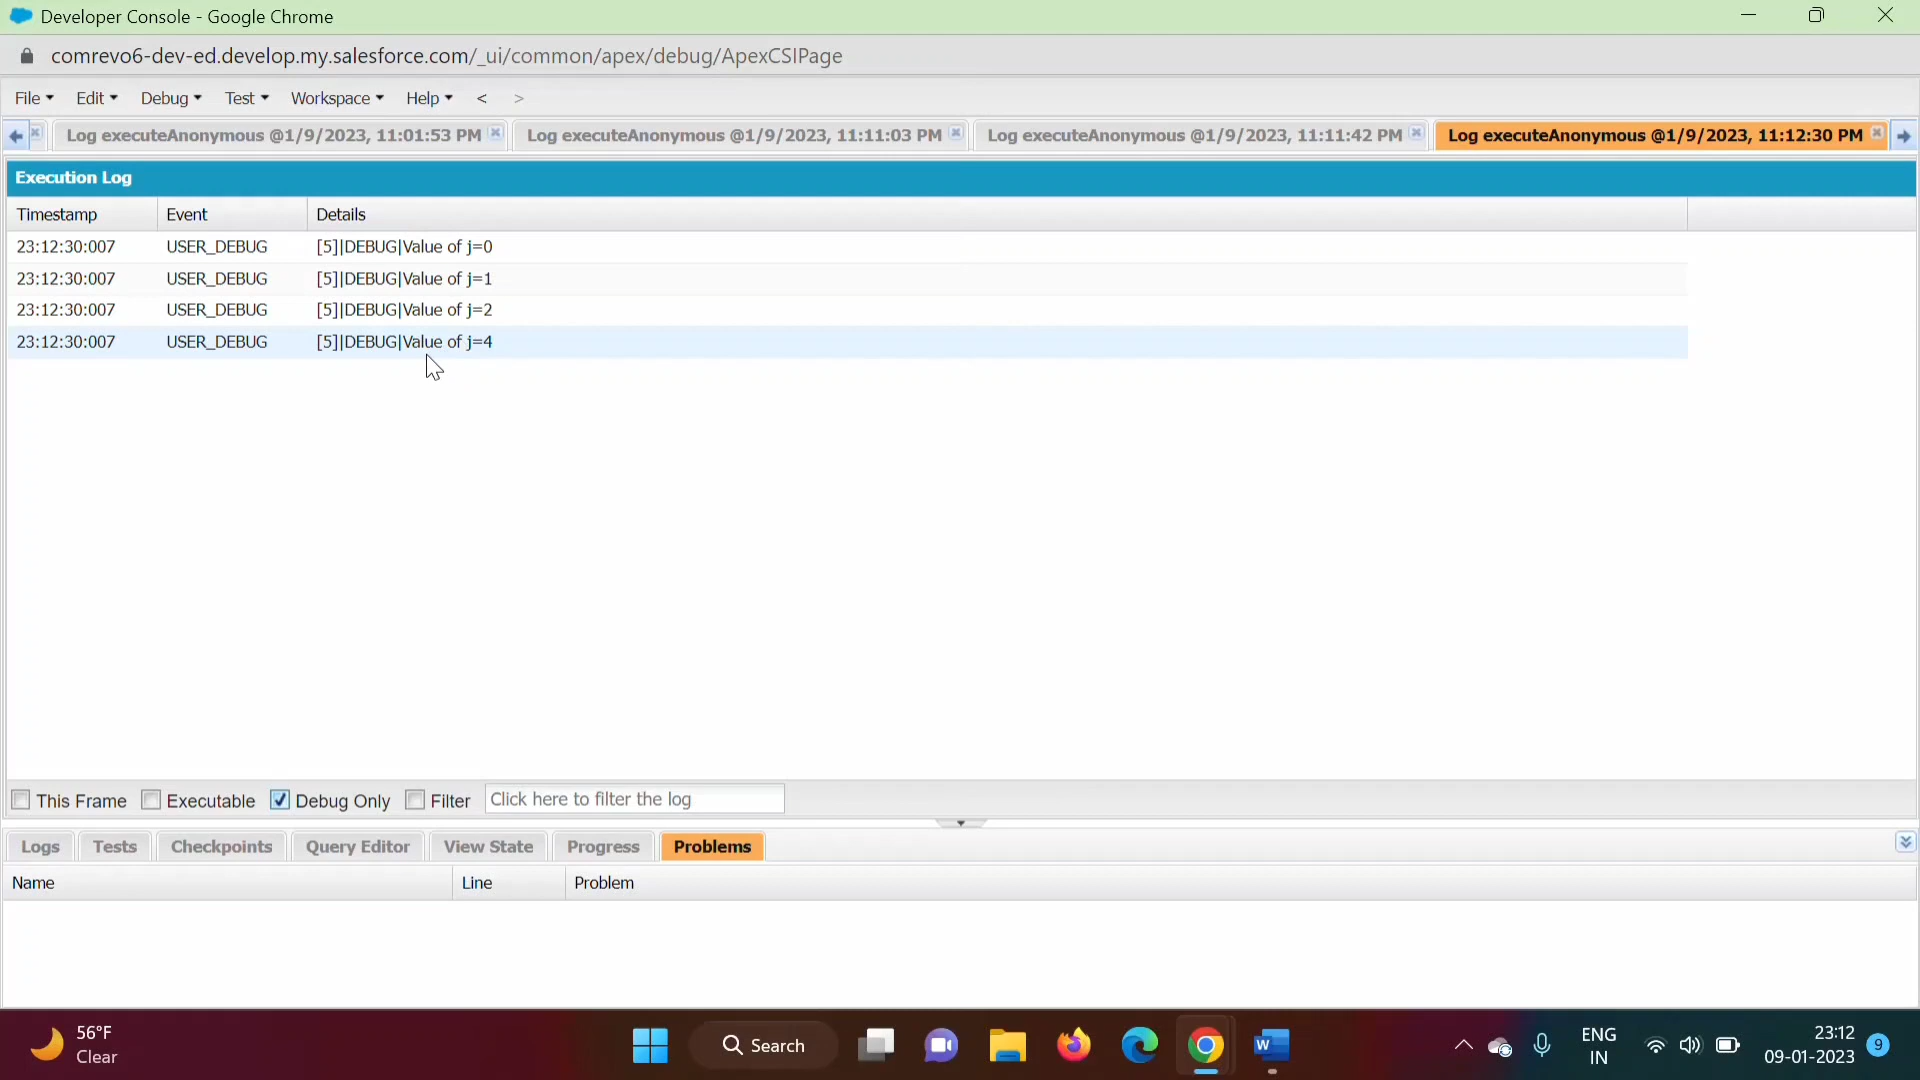 Developer Console - Google Chrome
comrevo6-dev-ed.develop.my.salesforce.com/_ui/common/apex/debug/ApexCSIPage
File Edit Debug Test Workspace Help < >
Log executeAnonymous @1/9/2023, 11:01:53 PM Log executeAnonymous @1/9/2023, 11:11:03 PM Log executeAnonymous @1/9/2023, 11:11:42 PM Log executeAnonymous @1/9/2023, 11:12:30 PM
Execution Log
Timestamp Event Details
23:12:30:007 USER_DEBUG [5]|DEBUG|Value of j=0
23:12:30:007 USER_DEBUG [5]|DEBUG|Value of j=1
23:12:30:007 USER_DEBUG [5]|DEBUG|Value of j=2
23:12:30:007 USER_DEBUG [5]|DEBUG|Value of j=4
This Frame Executable Debug Only Filter Click here to filter the log
Logs Tests Checkpoints Query Editor View State Progress Problems
Name Line Problem
56°F
Clear
Search
W
ENG
IN
23:12
09-01-2023
9